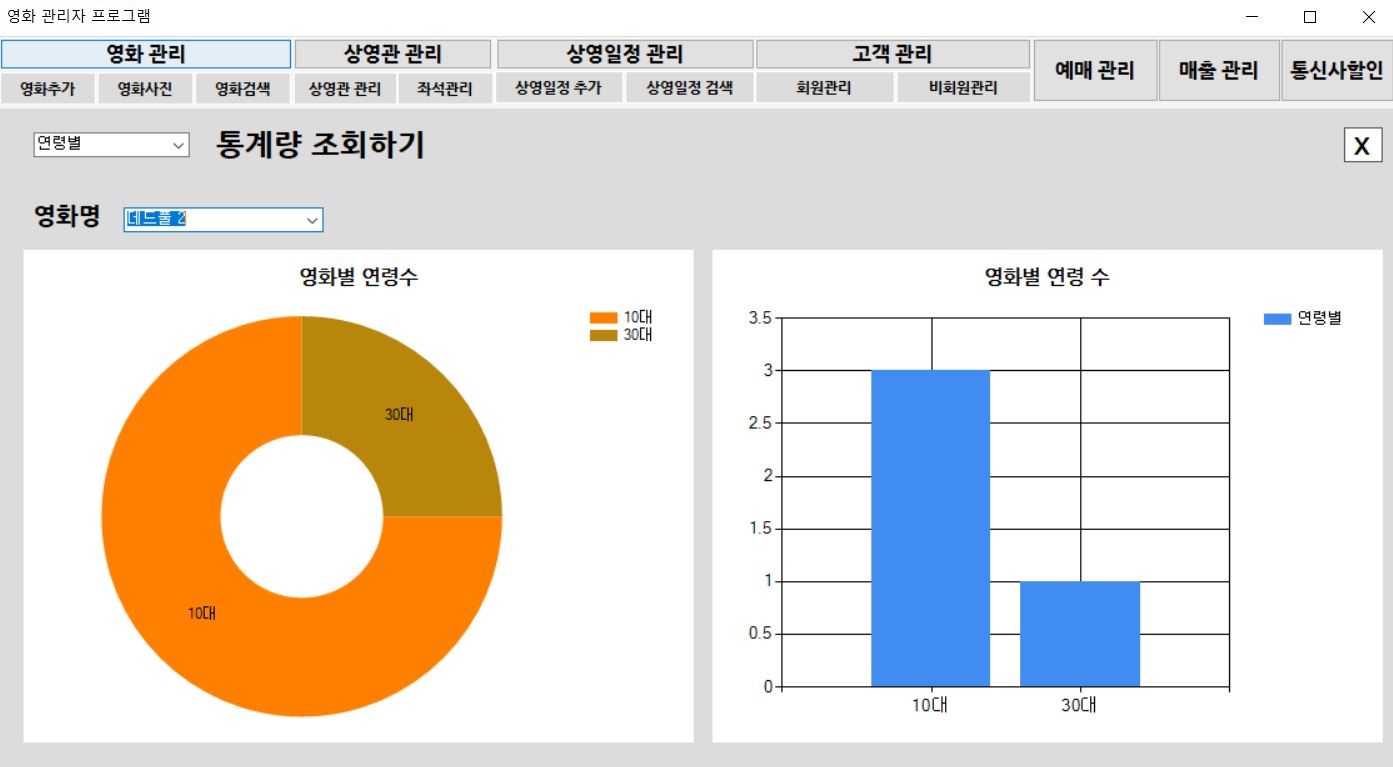 영화 관리자 프로그램
영화 관리 상영관 관리 상영일정 관리 고객 관리 예매 관리 매출 관리 통신사할인
영화추가 영화사진 영화검색 상영관 관리 좌석관리 상영일정 추가 상영일정 검색 회원관리 비회원관리
연령별 통계량 조회하기 X
영화명 데드풀 2
영화별 연령수
10대
30대
30대
10대
영화별 연령 수
연령별
3.5
3
2.5
2
1.5
1
0.5
0
10대 30대